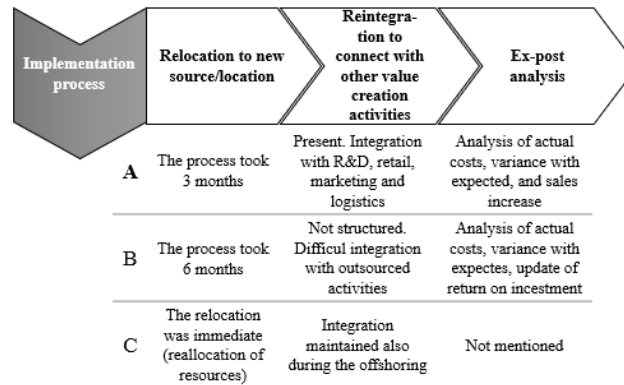 Implementation
process
Relocation to new
source/location
Reintegra-
tion to
connect with
other value
creation
activities
Ex-post
analysis
A
The process took
3 months
Present. Integration
with R&D, retail,
marketing and
logistics
Analysis of actual
costs, variance with
expected, and sales
increase
B
The process took
6 months
Not structured.
Difficul integration
with outsourced
activities
Analysis of actual
costs, variance with
expectes, update of
return on incestment
C
The relocation
was immediate
(reallocation of
resources)
Integration
maintained also
during the offshoring
Not mentioned